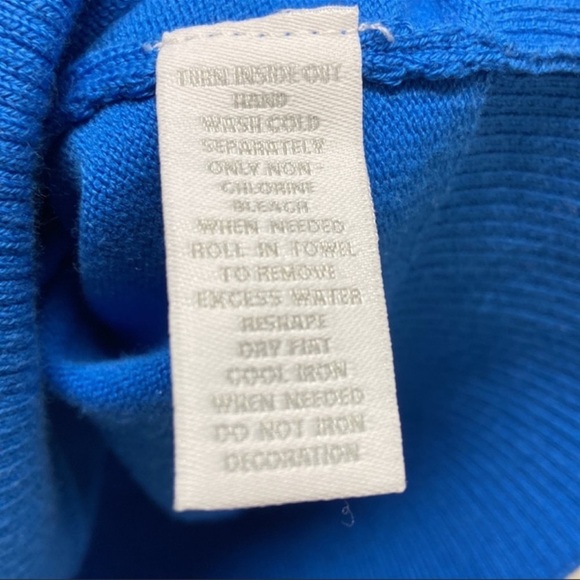 TURN INSIDE OUT
HAND
WASH COLD
SEPARATELY
ONLY NON-
CHLORINE
BLEACH
WHEN NEEDED
ROLL IN TOWEL
TO REMOVE
EXCESS WATER
RESHAPE
DRY FLAT
COOL IRON
WHEN NEEDED
DO NOT IRON
DECORATION